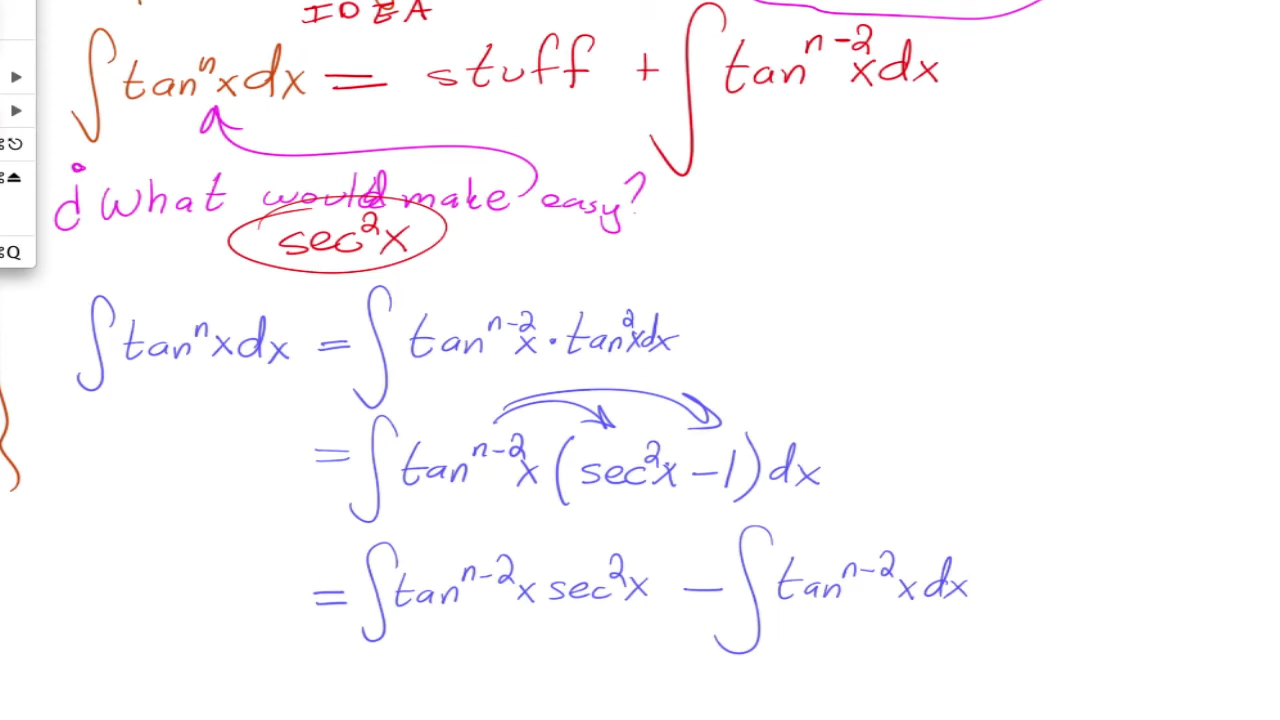 IDEA
∫ tanⁿx dx = stuff + ∫ tanⁿ⁻²x dx
¿What would make easy?
sec²x
∫ tanⁿx dx = ∫ tanⁿ⁻²x · tan²x dx
= ∫ tanⁿ⁻²x (sec²x − 1) dx
= ∫ tanⁿ⁻²x sec²x − ∫ tanⁿ⁻²x dx
Q